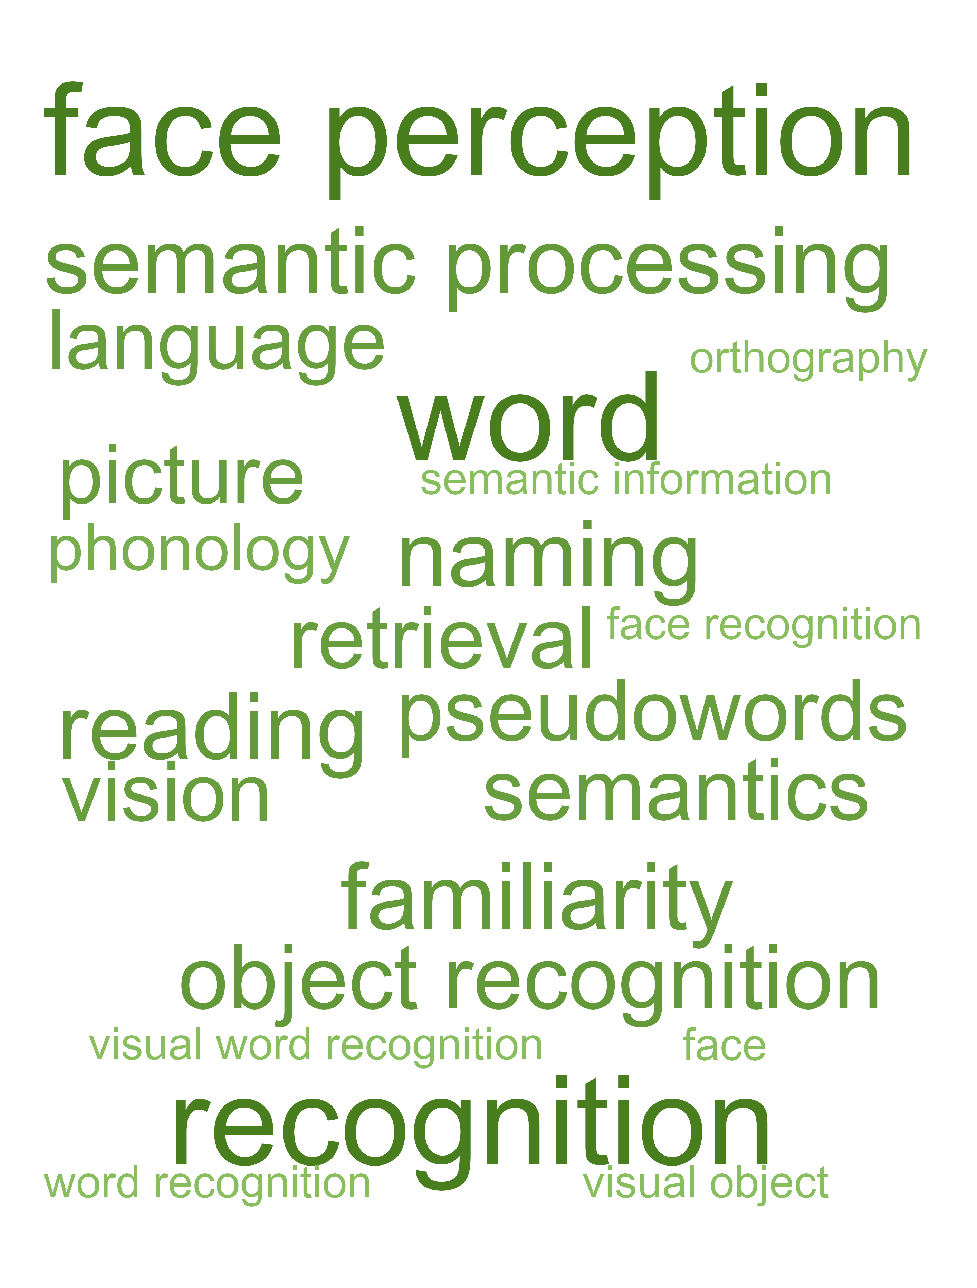 face perception
semantic processing
language
orthography
word
picture
semantic information
phonology
naming
retrieval
face recognition
reading
pseudowords
vision
semantics
familiarity
object recognition
visual word recognition
face
recognition
word recognition
visual object